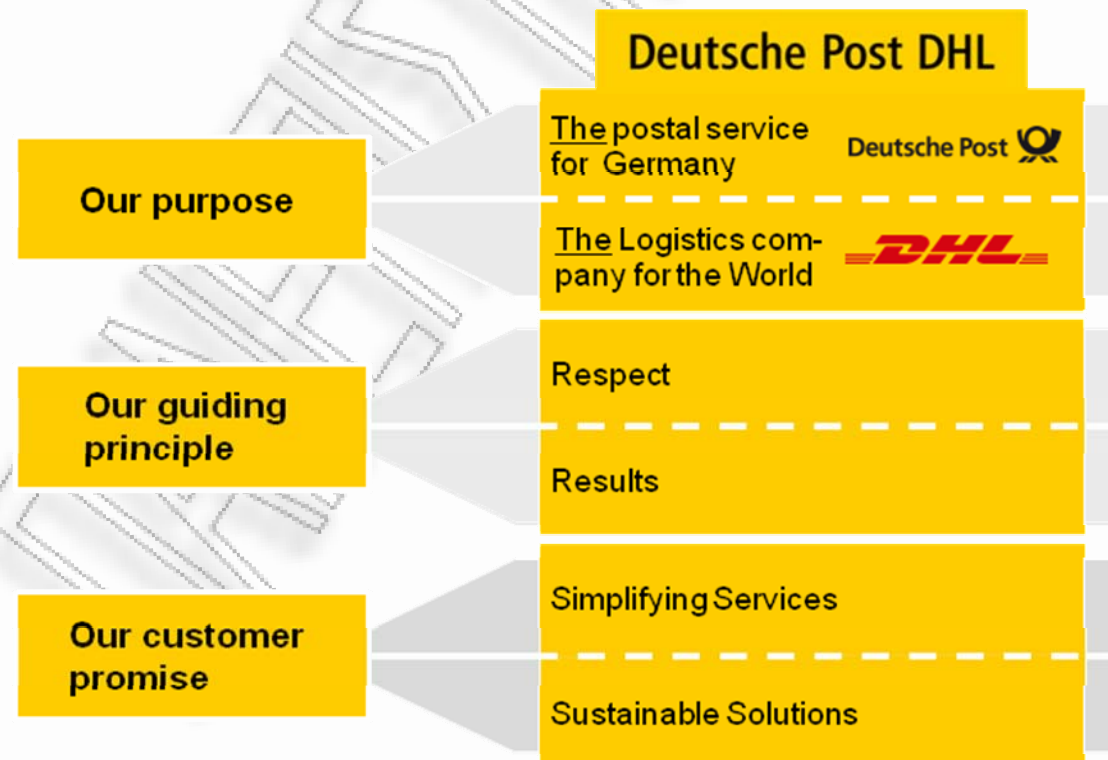 Deutsche Post DHL
Our purpose
The postal service
for Germany
Deutsche Post
The Logistics com-
pany for the World
DHL
Our guiding
principle
Respect
Results
Our customer
promise
Simplifying Services
Sustainable Solutions